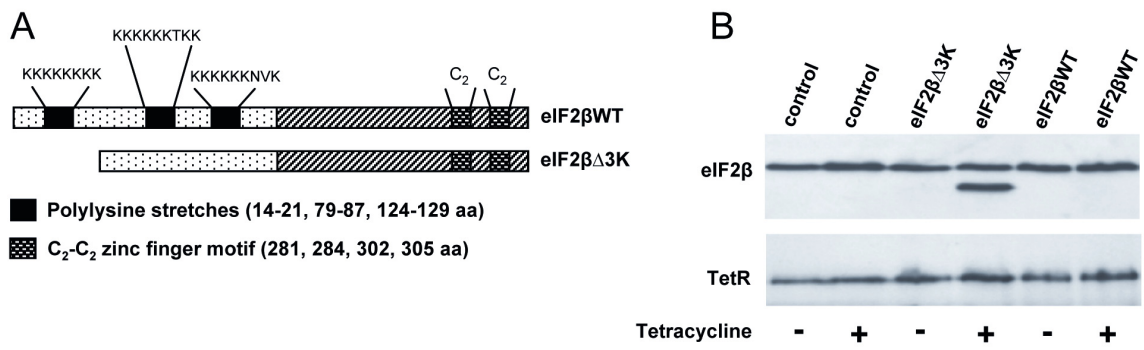 A
KKKKKKTKK
KKKKKKKK
KKKKKKNVK
C₂ C₂
eIF2βWT
eIF2βΔ3K
Polylysine stretches (14-21, 79-87, 124-129 aa)
C₂-C₂ zinc finger motif (281, 284, 302, 305 aa)
B
control control eIF2βΔ3K eIF2βΔ3K eIF2βWT eIF2βWT
eIF2β
TetR
Tetracycline - + - + - +